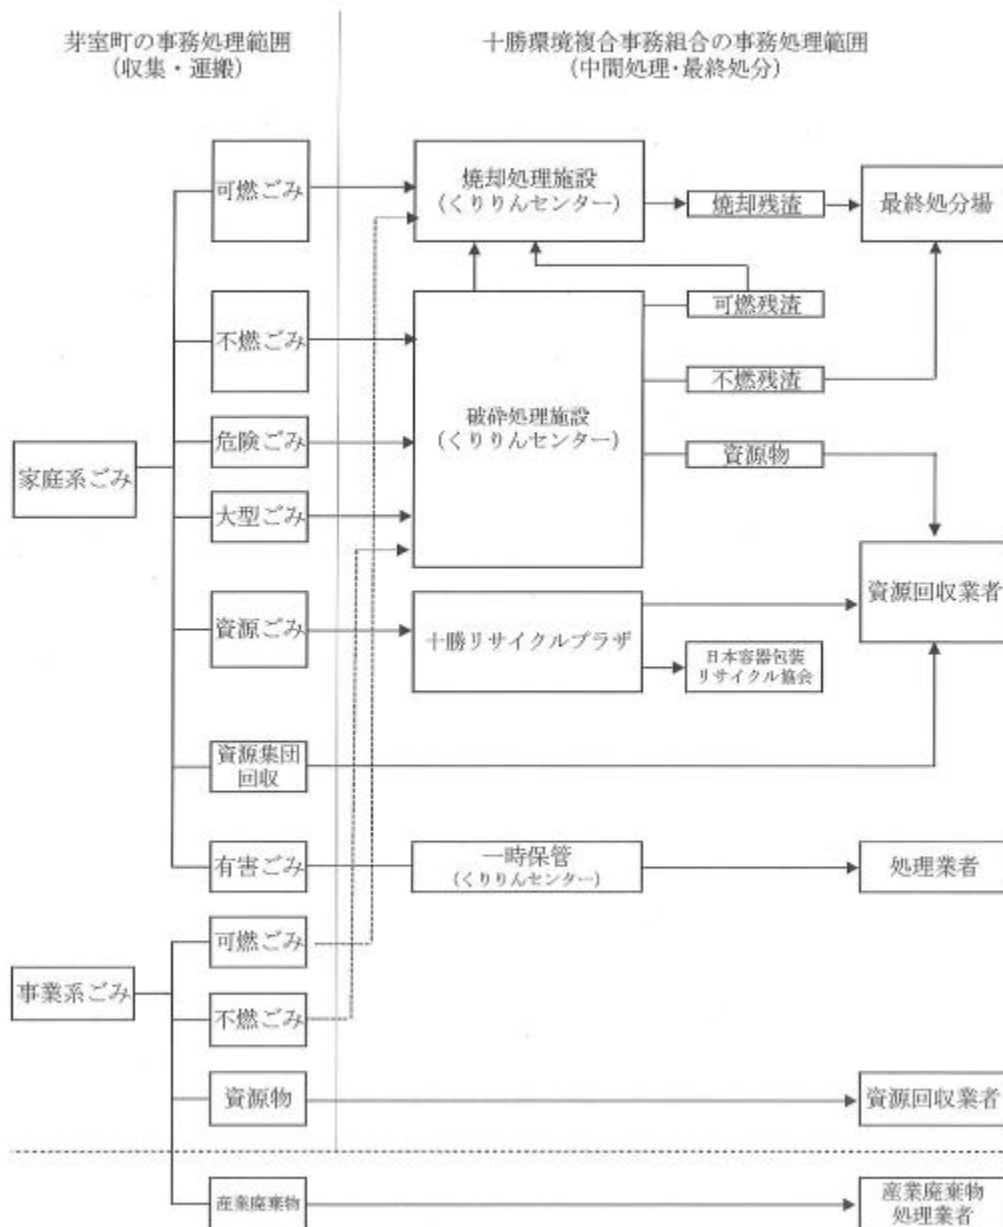 芽室町の事務処理範囲
(収集・運搬)
十勝環境複合事務組合の事務処理範囲
(中間処理・最終処分)
可燃ごみ
焼却処理施設
(くりりんセンター)
焼却残渣
最終処分場
可燃残渣
不燃ごみ
不燃残渣
破砕処理施設
(くりりんセンター)
危険ごみ
資源物
家庭系ごみ
大型ごみ
資源回収業者
資源ごみ
十勝リサイクルプラザ
日本容器包装
リサイクル協会
資源集団
回収
有害ごみ
一時保管
(くりりんセンター)
処理業者
可燃ごみ
事業系ごみ
不燃ごみ
資源物
資源回収業者
産業廃棄物
産業廃棄物
処理業者